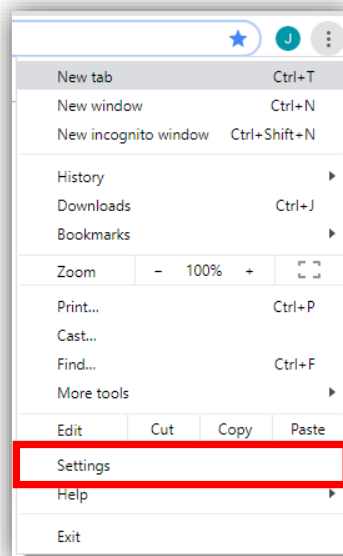 J
New tab Ctrl+T
New window Ctrl+N
New incognito window Ctrl+Shift+N
History
Downloads Ctrl+J
Bookmarks
Zoom - 100% +
Print... Ctrl+P
Cast...
Find... Ctrl+F
More tools
Edit Cut Copy Paste
Settings
Help
Exit